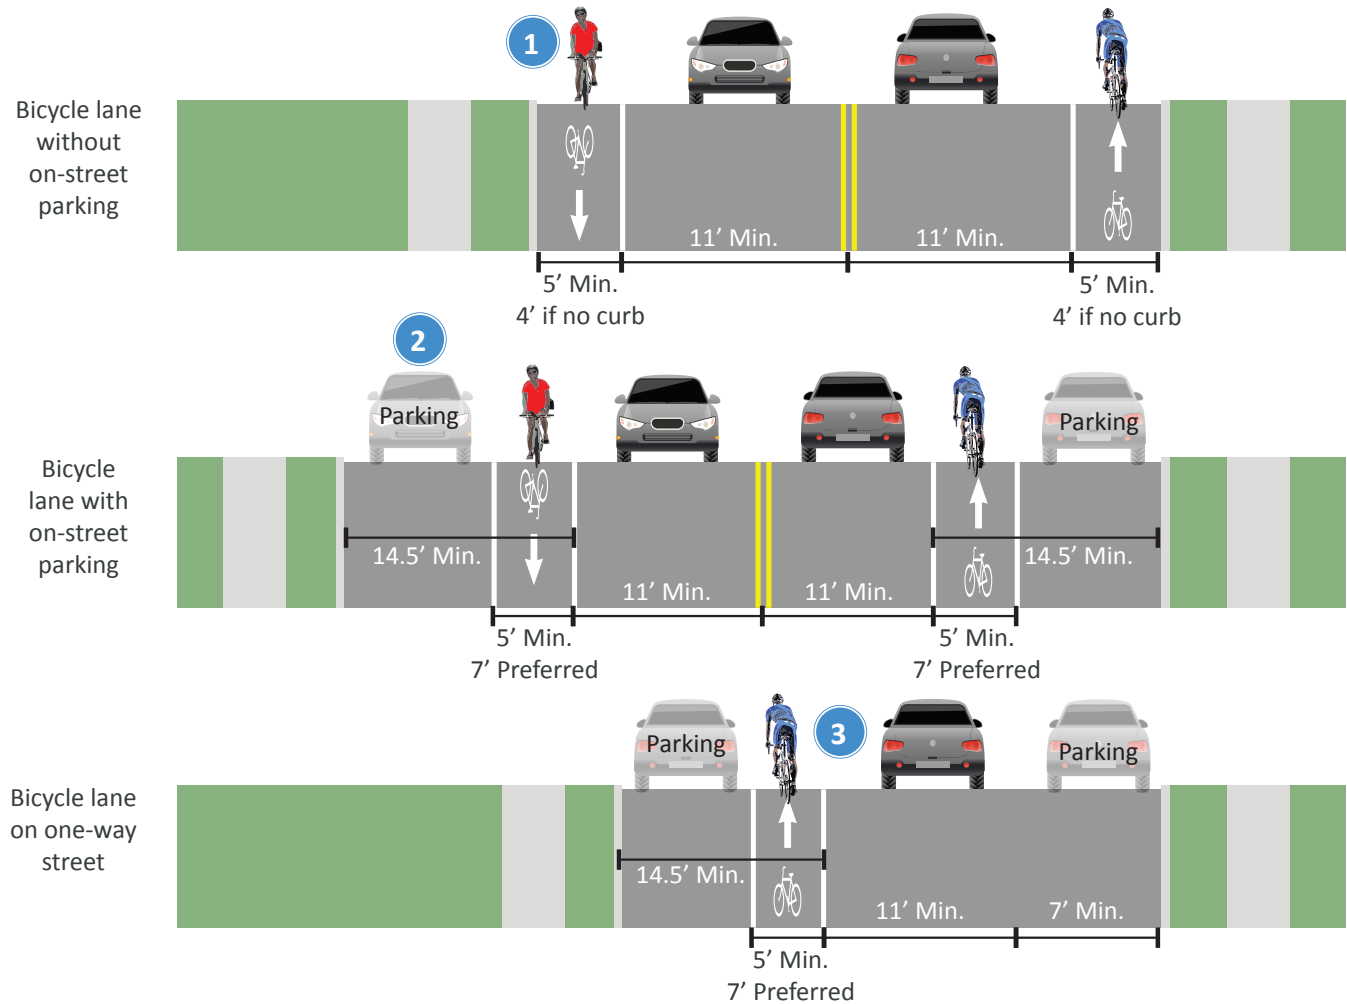 1
Bicycle lane
without
on-street
parking
11’ Min.
11’ Min.
5’ Min.
4’ if no curb
5’ Min.
4’ if no curb
2
Parking
Parking
Bicycle
lane with
on-street
parking
14.5’ Min.
14.5’ Min.
11’ Min.
11’ Min.
5’ Min.
7’ Preferred
5’ Min.
7’ Preferred
3
Parking
Parking
Bicycle lane
on one-way
street
14.5’ Min.
11’ Min.
7’ Min.
5’ Min.
7’ Preferred